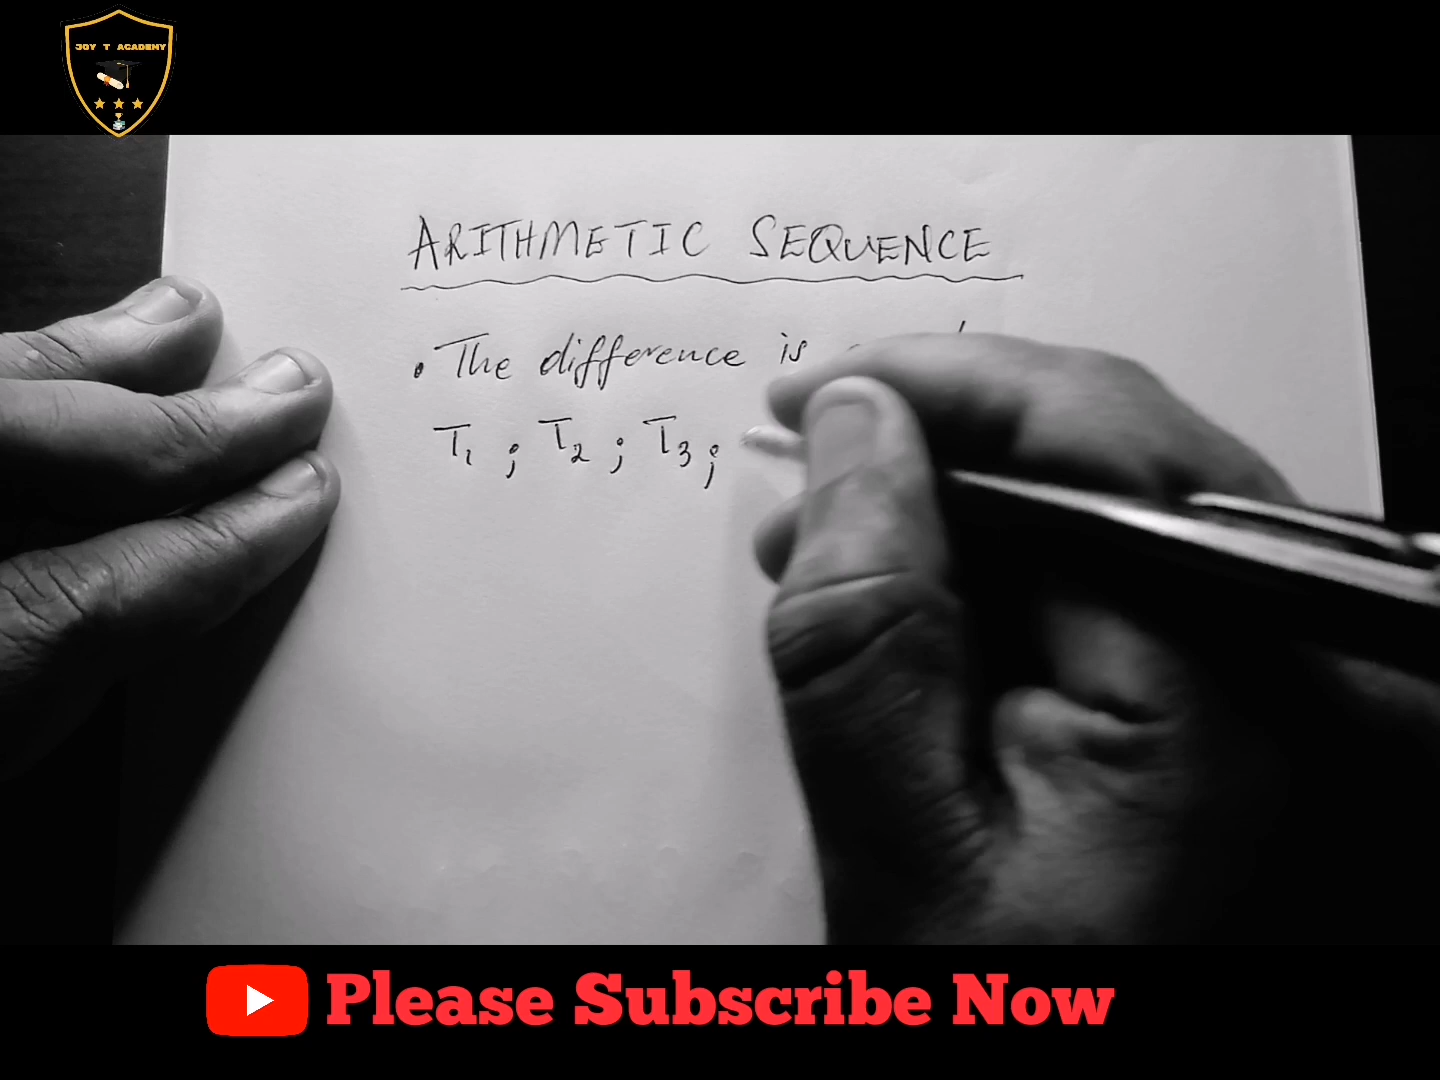 JOY T ACADEMY
ARITHMETIC SEQUENCE
• The difference is
T1 ; T2 ; T3 ;
Please Subscribe Now